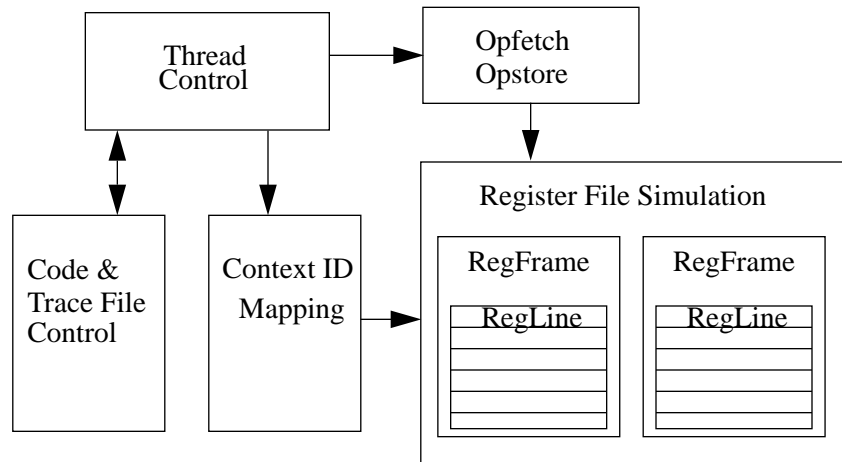 Thread
Control
Opfetch
Opstore
Code &
Trace File
Control
Context ID
Mapping
Register File Simulation
RegFrame
RegLine
RegFrame
RegLine